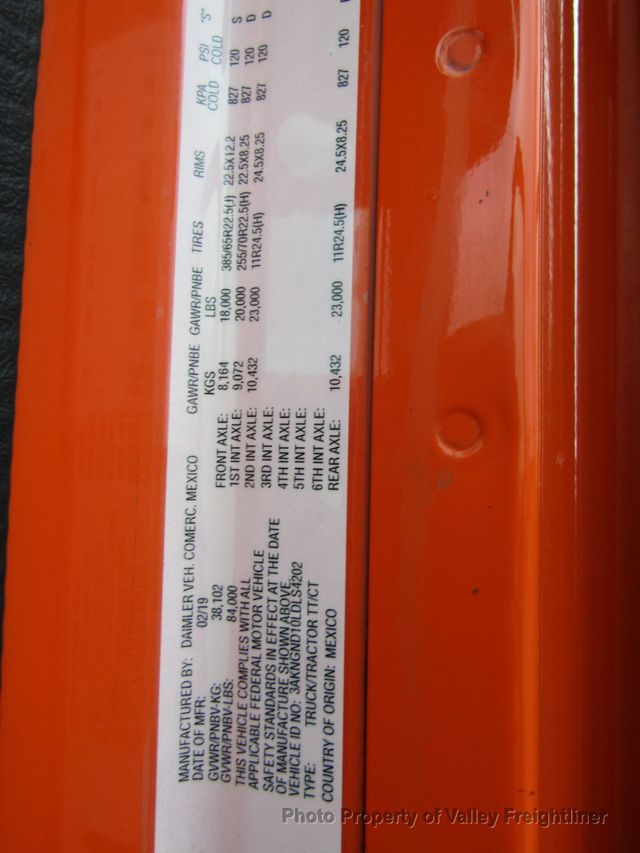 MANUFACTURED BY: DAIMLER VEH. COMERC. MEXICO
DATE OF MFR: 02/19
GVWR/PNBV-KG: 38,102
GVWR/PNBV-LBS: 84,000
THIS VEHICLE COMPLIES WITH ALL
APPLICABLE FEDERAL MOTOR VEHICLE
SAFETY STANDARDS IN EFFECT AT THE DATE
OF MANUFACTURE SHOWN ABOVE
VEHICLE ID NO: 3AKNGND10LDLS4202
TYPE: TRUCK/TRACTOR TT/CT
COUNTRY OF ORIGIN: MEXICO
GAWR/PNBE GAWR/PNBE TIRES RIMS KPA PSI "S"
KGS LBS COLD COLD
FRONT AXLE: 8,164 18,000 385/65R22.5(J) 22.5X12.2 827 120 S
1ST INT AXLE: 9,072 20,000 255/70R22.5(H) 22.5X8.25 827 120 D
2ND INT AXLE: 10,432 23,000 11R24.5(H) 24.5X8.25 827 120 D
3RD INT AXLE:
4TH INT AXLE:
5TH INT AXLE:
6TH INT AXLE:
REAR AXLE: 10,432 23,000 11R24.5(H) 24.5X8.25 827 120
Photo Property of Valley Freightliner